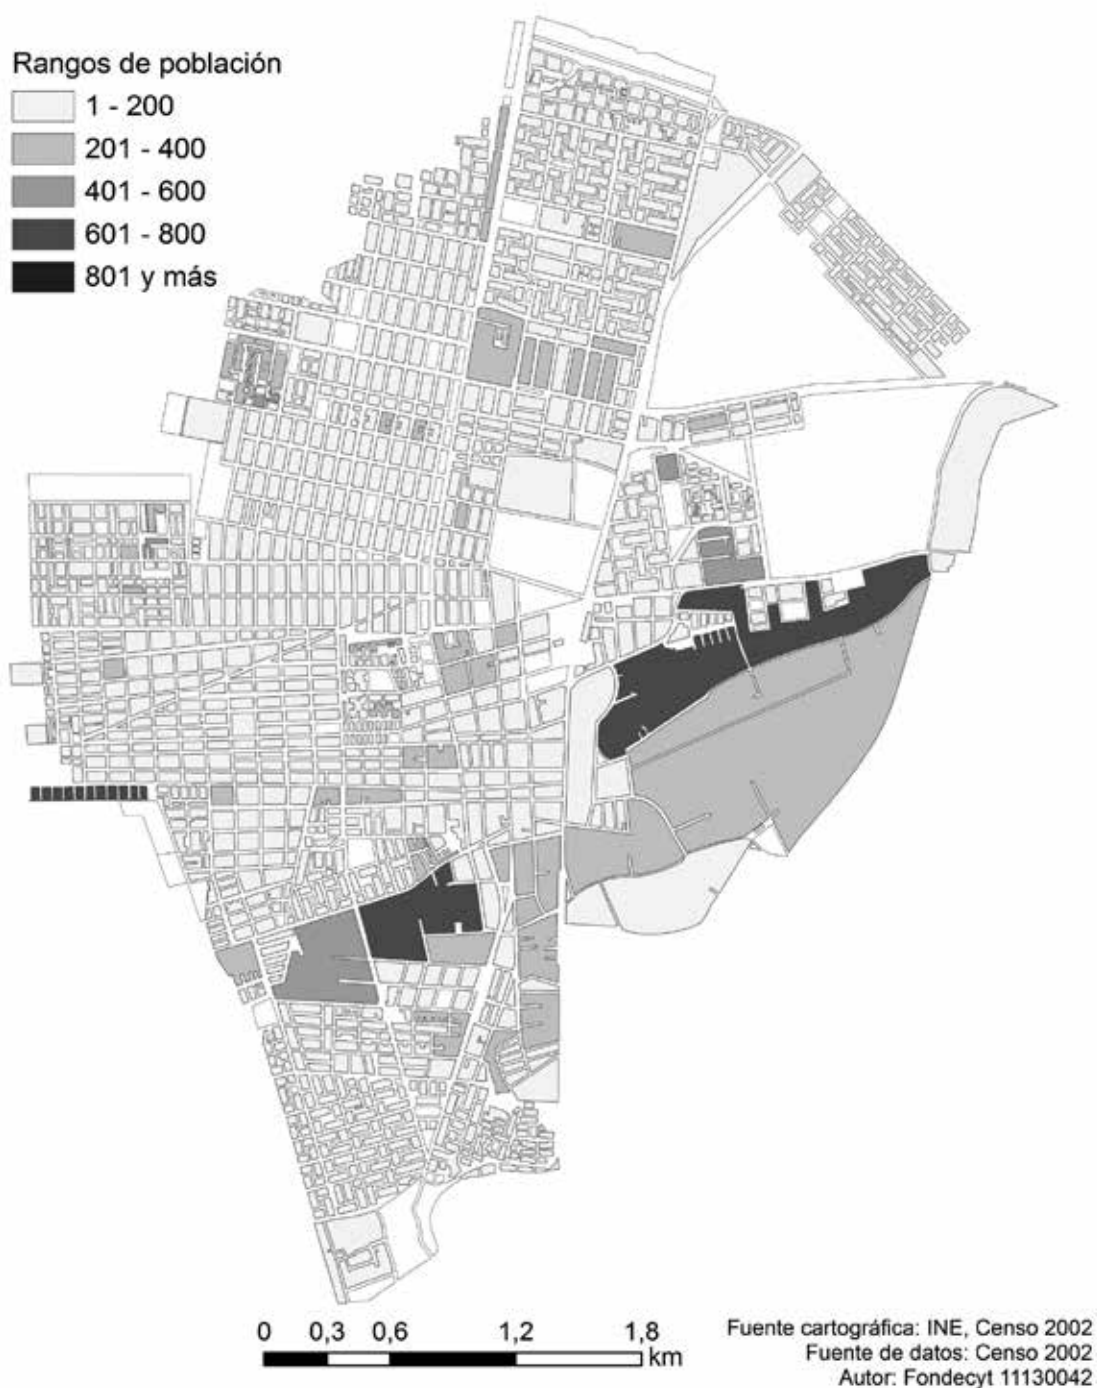 Rangos de población
1 - 200
201 - 400
401 - 600
601 - 800
801 y más
0 0,3 0,6 1,2 1,8
km
Fuente cartográfica: INE, Censo 2002
Fuente de datos: Censo 2002
Autor: Fondecyt 11130042